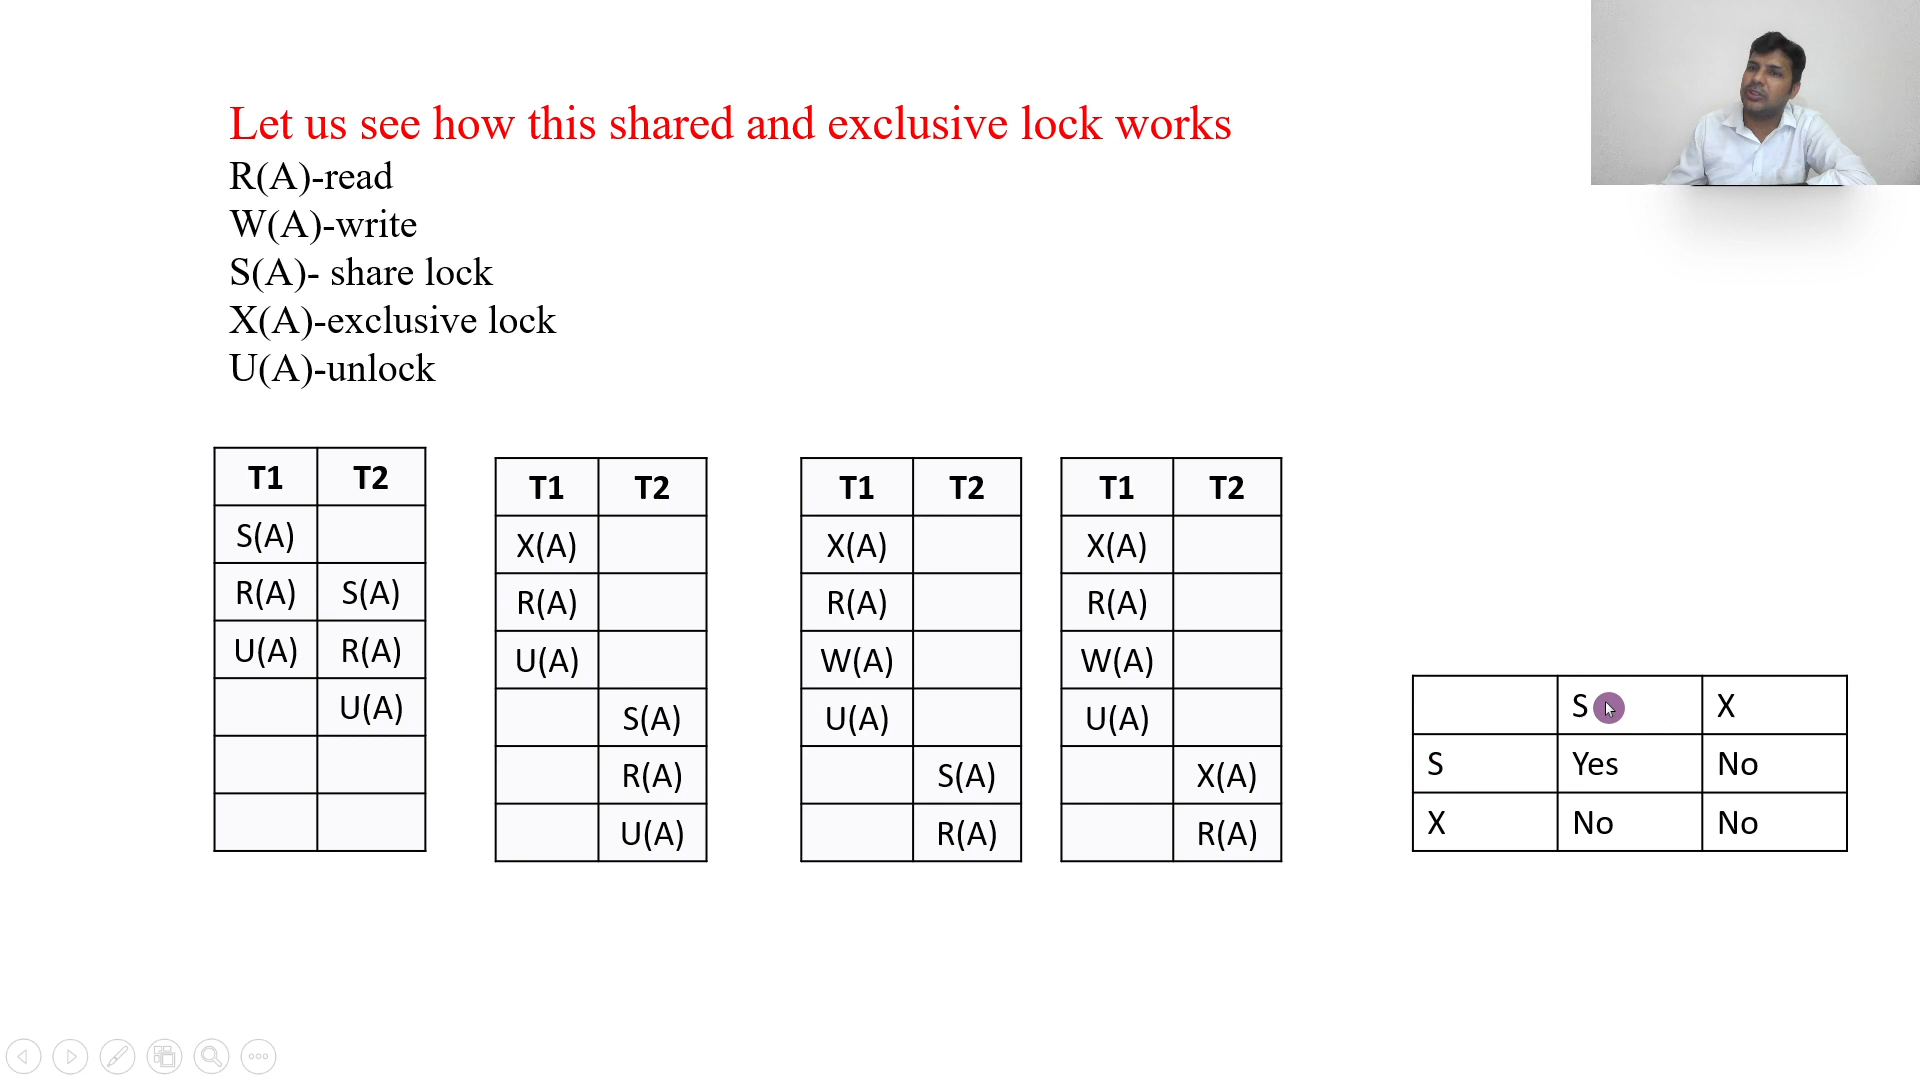 Let us see how this shared and exclusive lock works
R(A)-read
W(A)-write
S(A)- share lock
X(A)-exclusive lock
U(A)-unlock
T1 T2
S(A)
R(A) S(A)
U(A) R(A)
U(A)
T1 T2
X(A)
R(A)
U(A)
S(A)
R(A)
U(A)
T1 T2
X(A)
R(A)
W(A)
U(A)
S(A)
R(A)
T1 T2
X(A)
R(A)
W(A)
U(A)
X(A)
R(A)
S X
S Yes No
X No No